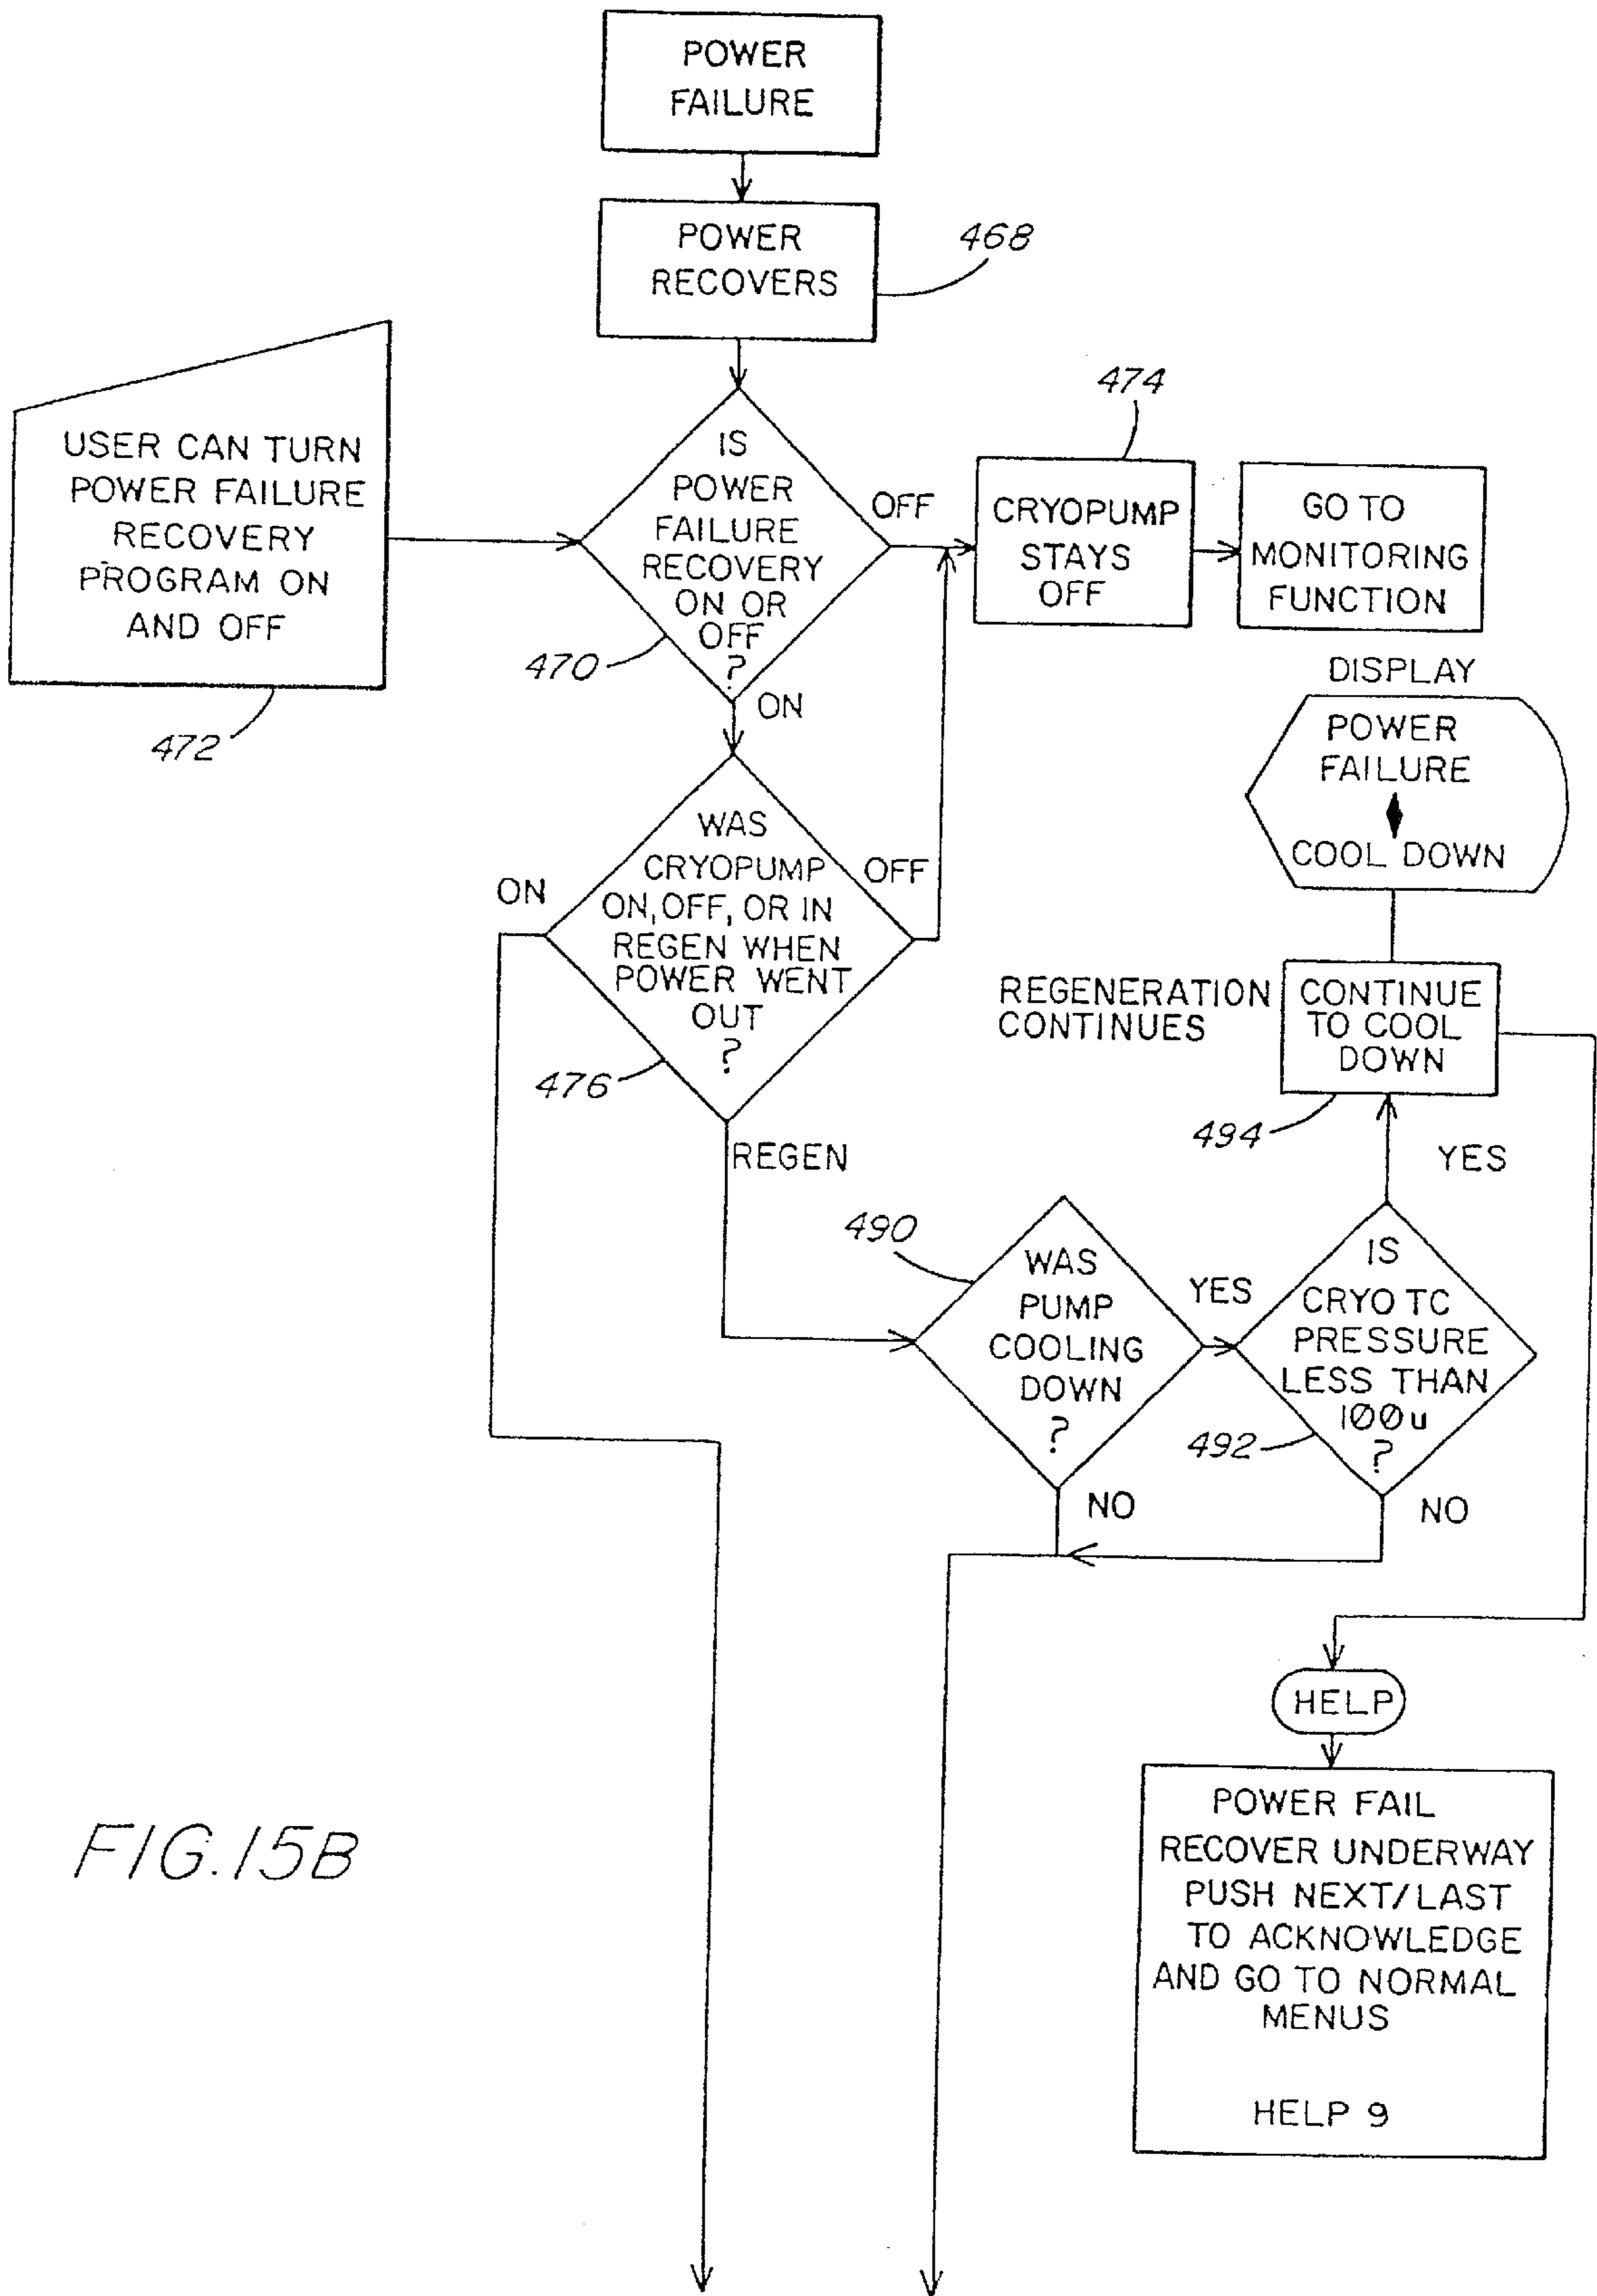 POWER
FAILURE
POWER
RECOVERS
468
USER CAN TURN
POWER FAILURE
RECOVERY
PROGRAM ON
AND OFF
472
IS
POWER
FAILURE
RECOVERY
ON OR
OFF
?
470
OFF
ON
474
CRYOPUMP
STAYS
OFF
GO TO
MONITORING
FUNCTION
DISPLAY
POWER
FAILURE
COOL DOWN
WAS
CRYOPUMP
ON, OFF, OR IN
REGEN WHEN
POWER WENT
OUT
?
476
ON
OFF
REGEN
REGENERATION
CONTINUES
CONTINUE
TO COOL
DOWN
494
YES
490
WAS
PUMP
COOLING
DOWN
?
YES
NO
IS
CRYO TC
PRESSURE
LESS THAN
100u
?
492
NO
HELP
POWER FAIL
RECOVER UNDERWAY
PUSH NEXT/LAST
TO ACKNOWLEDGE
AND GO TO NORMAL
MENUS
HELP 9
FIG. 15B